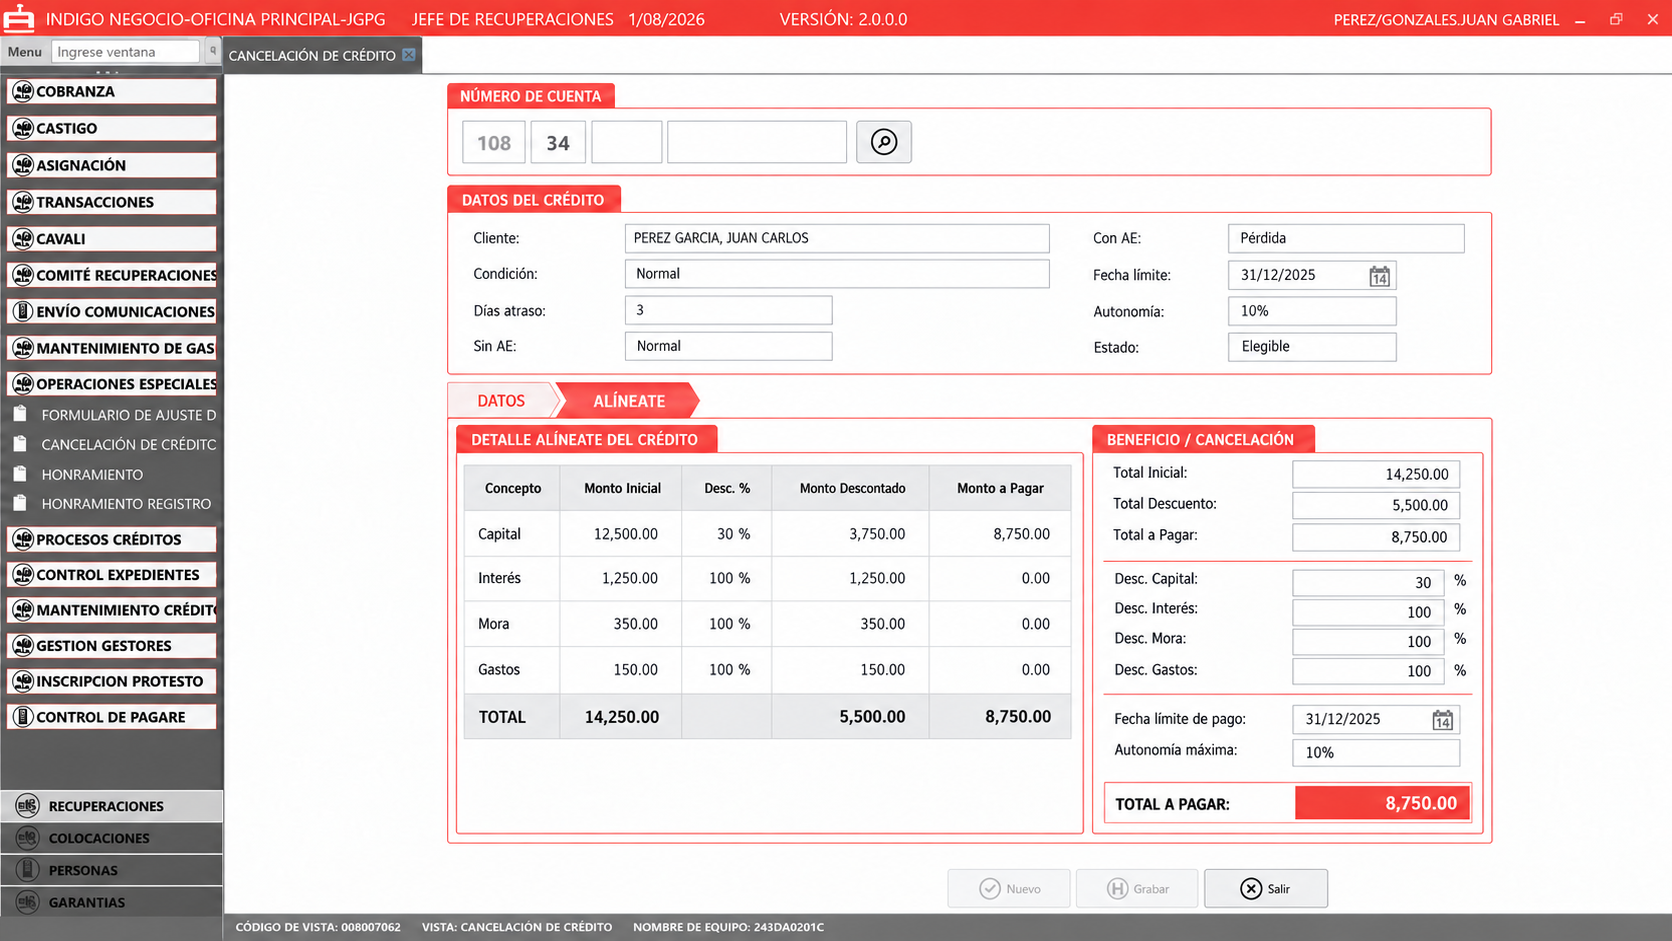 INDIGO NEGOCIO-OFICINA PRINCIPAL-JGPG JEFE DE RECUPERACIONES 1/08/2026 VERSIÓN: 2.0.0.0 PEREZ/GONZALES.JUAN GABRIEL
Menu Ingrese ventana
CANCELACIÓN DE CRÉDITO
COBRANZA
CASTIGO
ASIGNACIÓN
TRANSACCIONES
CAVALI
COMITÉ RECUPERACIONES
ENVÍO COMUNICACIONES
MANTENIMIENTO DE GAS
OPERACIONES ESPECIALES
FORMULARIO DE AJUSTE D
CANCELACIÓN DE CRÉDITO
HONRAMIENTO
HONRAMIENTO REGISTRO
PROCESOS CRÉDITOS
CONTROL EXPEDIENTES
MANTENIMIENTO CRÉDITO
GESTION GESTORES
INSCRIPCION PROTESTO
CONTROL DE PAGARE
RECUPERACIONES
COLOCACIONES
PERSONAS
GARANTIAS
NÚMERO DE CUENTA
108 34
DATOS DEL CRÉDITO
Cliente: PEREZ GARCIA, JUAN CARLOS
Condición: Normal
Días atraso: 3
Sin AE: Normal
Con AE: Pérdida
Fecha límite: 31/12/2025 14
Autonomía: 10%
Estado: Elegible
DATOS ALÍNEATE
DETALLE ALÍNEATE DEL CRÉDITO
Concepto Monto Inicial Desc. % Monto Descontado Monto a Pagar
Capital 12,500.00 30 % 3,750.00 8,750.00
Interés 1,250.00 100 % 1,250.00 0.00
Mora 350.00 100 % 350.00 0.00
Gastos 150.00 100 % 150.00 0.00
TOTAL 14,250.00 5,500.00 8,750.00
BENEFICIO / CANCELACIÓN
Total Inicial: 14,250.00
Total Descuento: 5,500.00
Total a Pagar: 8,750.00
Desc. Capital: 30 %
Desc. Interés: 100 %
Desc. Mora: 100 %
Desc. Gastos: 100 %
Fecha límite de pago: 31/12/2025 14
Autonomía máxima: 10%
TOTAL A PAGAR: 8,750.00
Nuevo Grabar Salir
CÓDIGO DE VISTA: 008007062 VISTA: CANCELACIÓN DE CRÉDITO NOMBRE DE EQUIPO: 243DA0201C